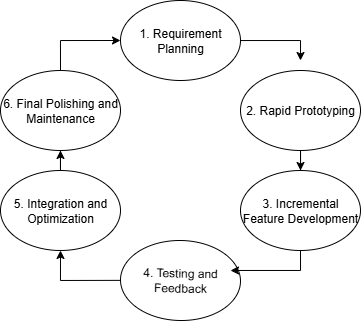 1. Requirement
Planning
2. Rapid Prototyping
3. Incremental
Feature Development
4. Testing and
Feedback
5. Integration and
Optimization
6. Final Polishing and
Maintenance